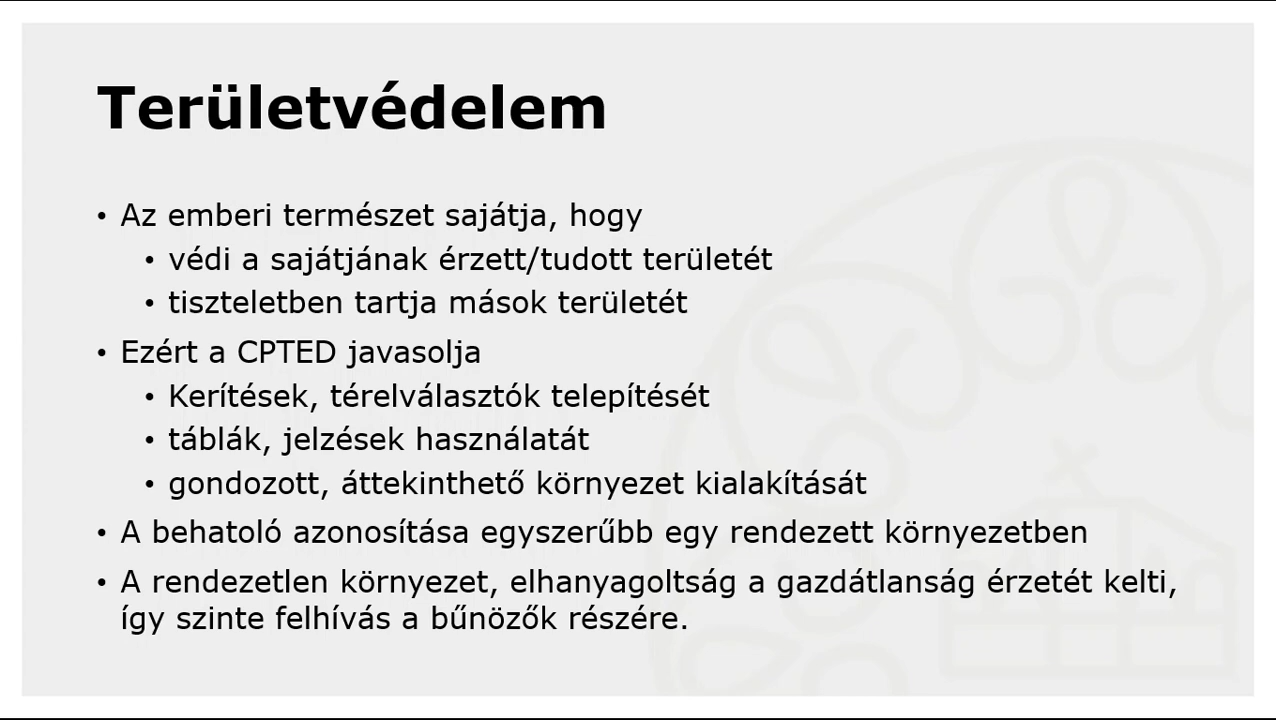 Területvédelem
• Az emberi természet sajátja, hogy
• védi a sajátjának érzett/tudott területét
• tiszteletben tartja mások területét
• Ezért a CPTED javasolja
• Kerítések, térelválasztók telepítését
• táblák, jelzések használatát
• gondozott, áttekinthető környezet kialakítását
• A behatoló azonosítása egyszerűbb egy rendezett környezetben
• A rendezetlen környezet, elhanyagoltság a gazdátlanság érzetét kelti,
így szinte felhívás a bűnözők részére.